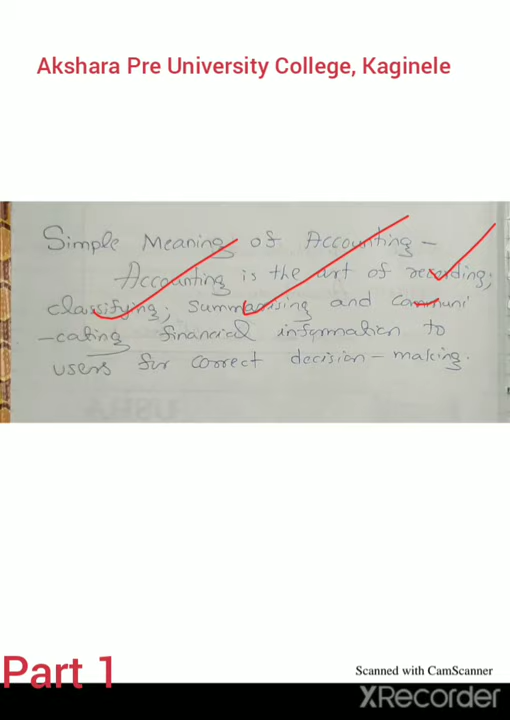 Akshara Pre University College, Kaginele
Simple Meaning of Accounting -
Accounting is the art of recording,
classifying, summarising and communi
-cating financial information to
users for correct decision - making.
Part 1
Scanned with CamScanner
XRecorder